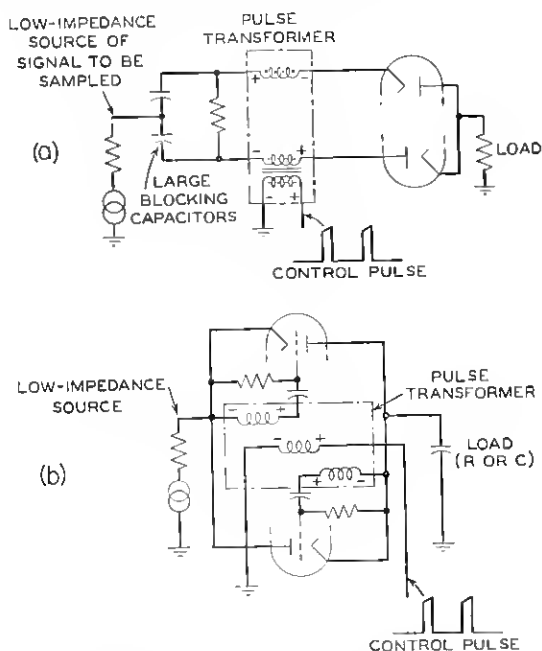 LOW-IMPEDANCE
SOURCE OF
SIGNAL TO BE
SAMPLED
PULSE
TRANSFORMER
+
- +
- +
(a)
LARGE
BLOCKING
CAPACITORS
LOAD
CONTROL PULSE
LOW-IMPEDANCE
SOURCE
PULSE
TRANSFORMER
- +
- +
+ -
(b)
LOAD
(R OR C)
CONTROL PULSE